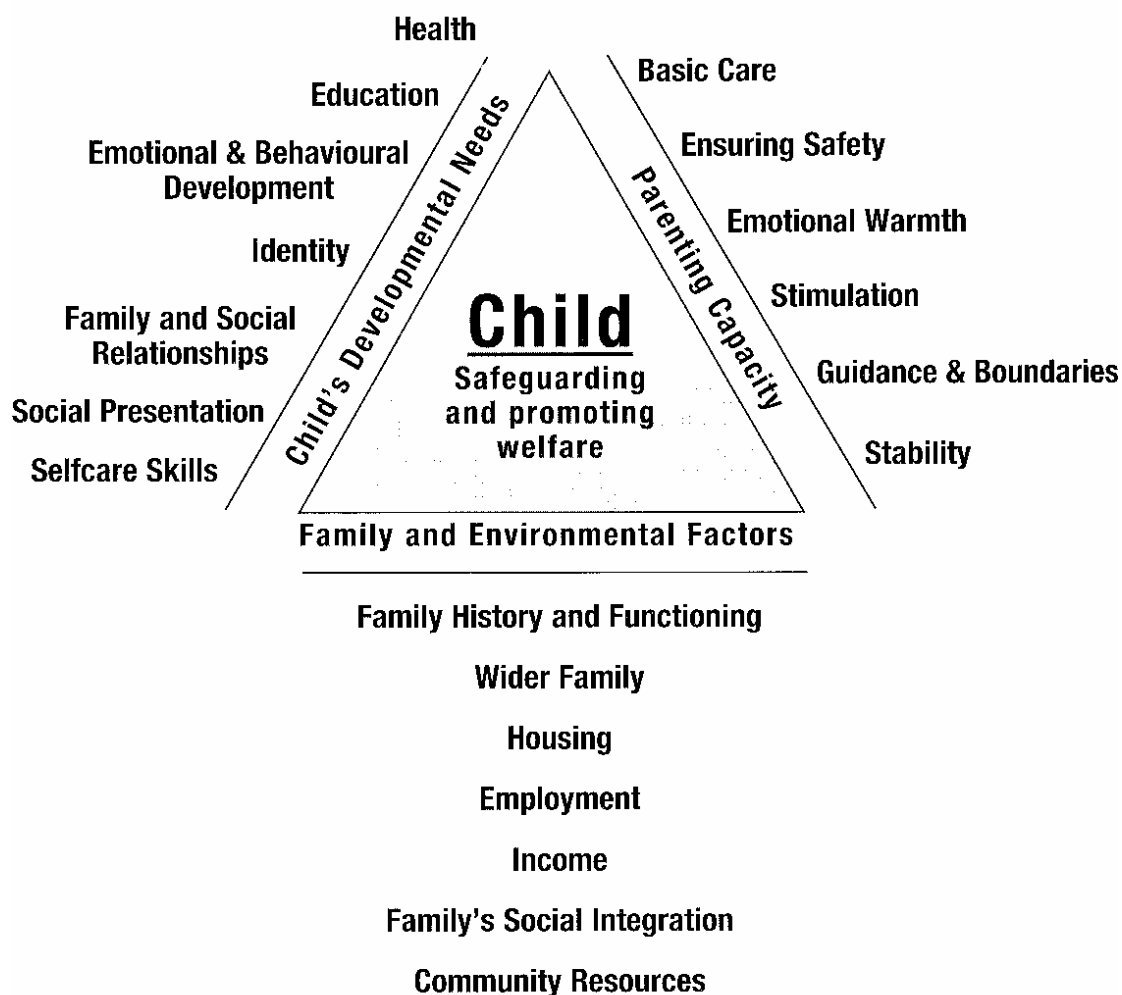 Health
Education
Emotional & Behavioural
Development
Identity
Family and Social
Relationships
Social Presentation
Selfcare Skills
Child's Developmental Needs
Child
Safeguarding
and promoting
welfare
Parenting Capacity
Basic Care
Ensuring Safety
Emotional Warmth
Stimulation
Guidance & Boundaries
Stability
Family and Environmental Factors
Family History and Functioning
Wider Family
Housing
Employment
Income
Family's Social Integration
Community Resources